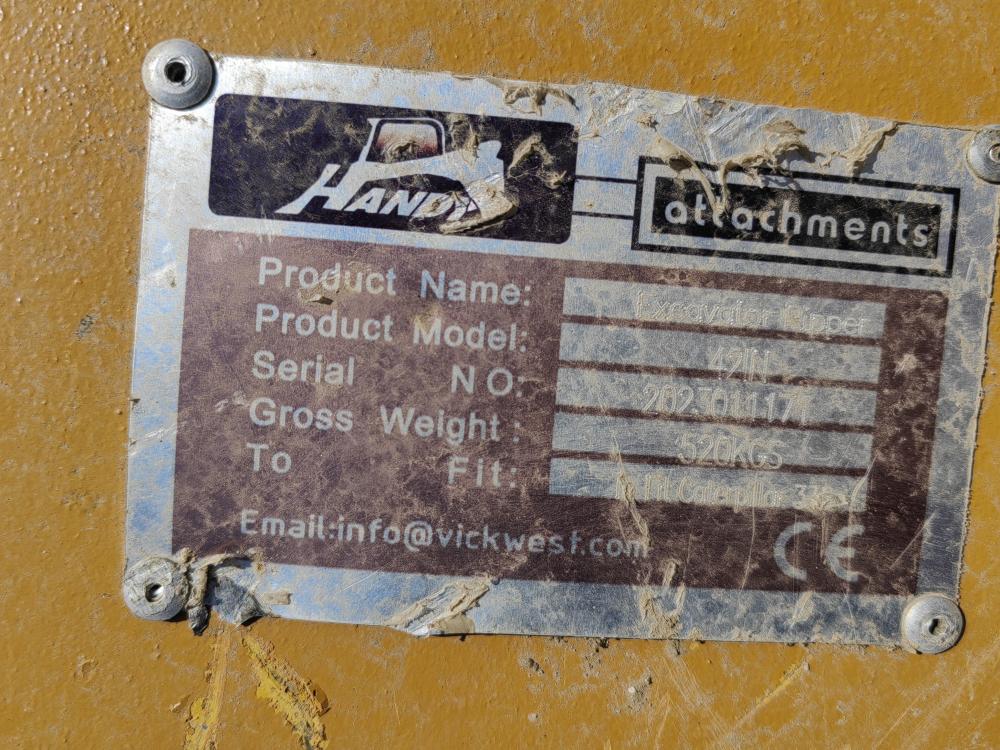 HANDY
attachments
Product Name: Excavator Ripper
Product Model: 42IN
Serial NO:
Gross Weight: 520KGS
To Fit: Caterpillar
Email:info@vickwest.com
CE